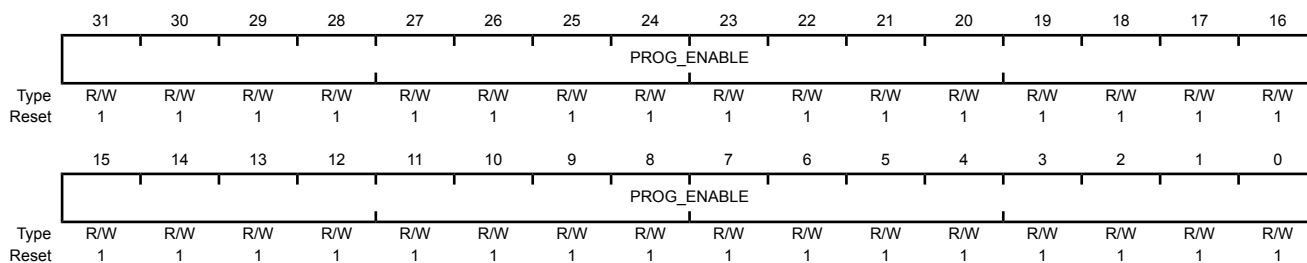 31 30 29 28 27 26 25 24 23 22 21 20 19 18 17 16
PROG_ENABLE
Type R/W R/W R/W R/W R/W R/W R/W R/W R/W R/W R/W R/W R/W R/W R/W R/W
Reset 1 1 1 1 1 1 1 1 1 1 1 1 1 1 1 1
15 14 13 12 11 10 9 8 7 6 5 4 3 2 1 0
PROG_ENABLE
Type R/W R/W R/W R/W R/W R/W R/W R/W R/W R/W R/W R/W R/W R/W R/W R/W
Reset 1 1 1 1 1 1 1 1 1 1 1 1 1 1 1 1